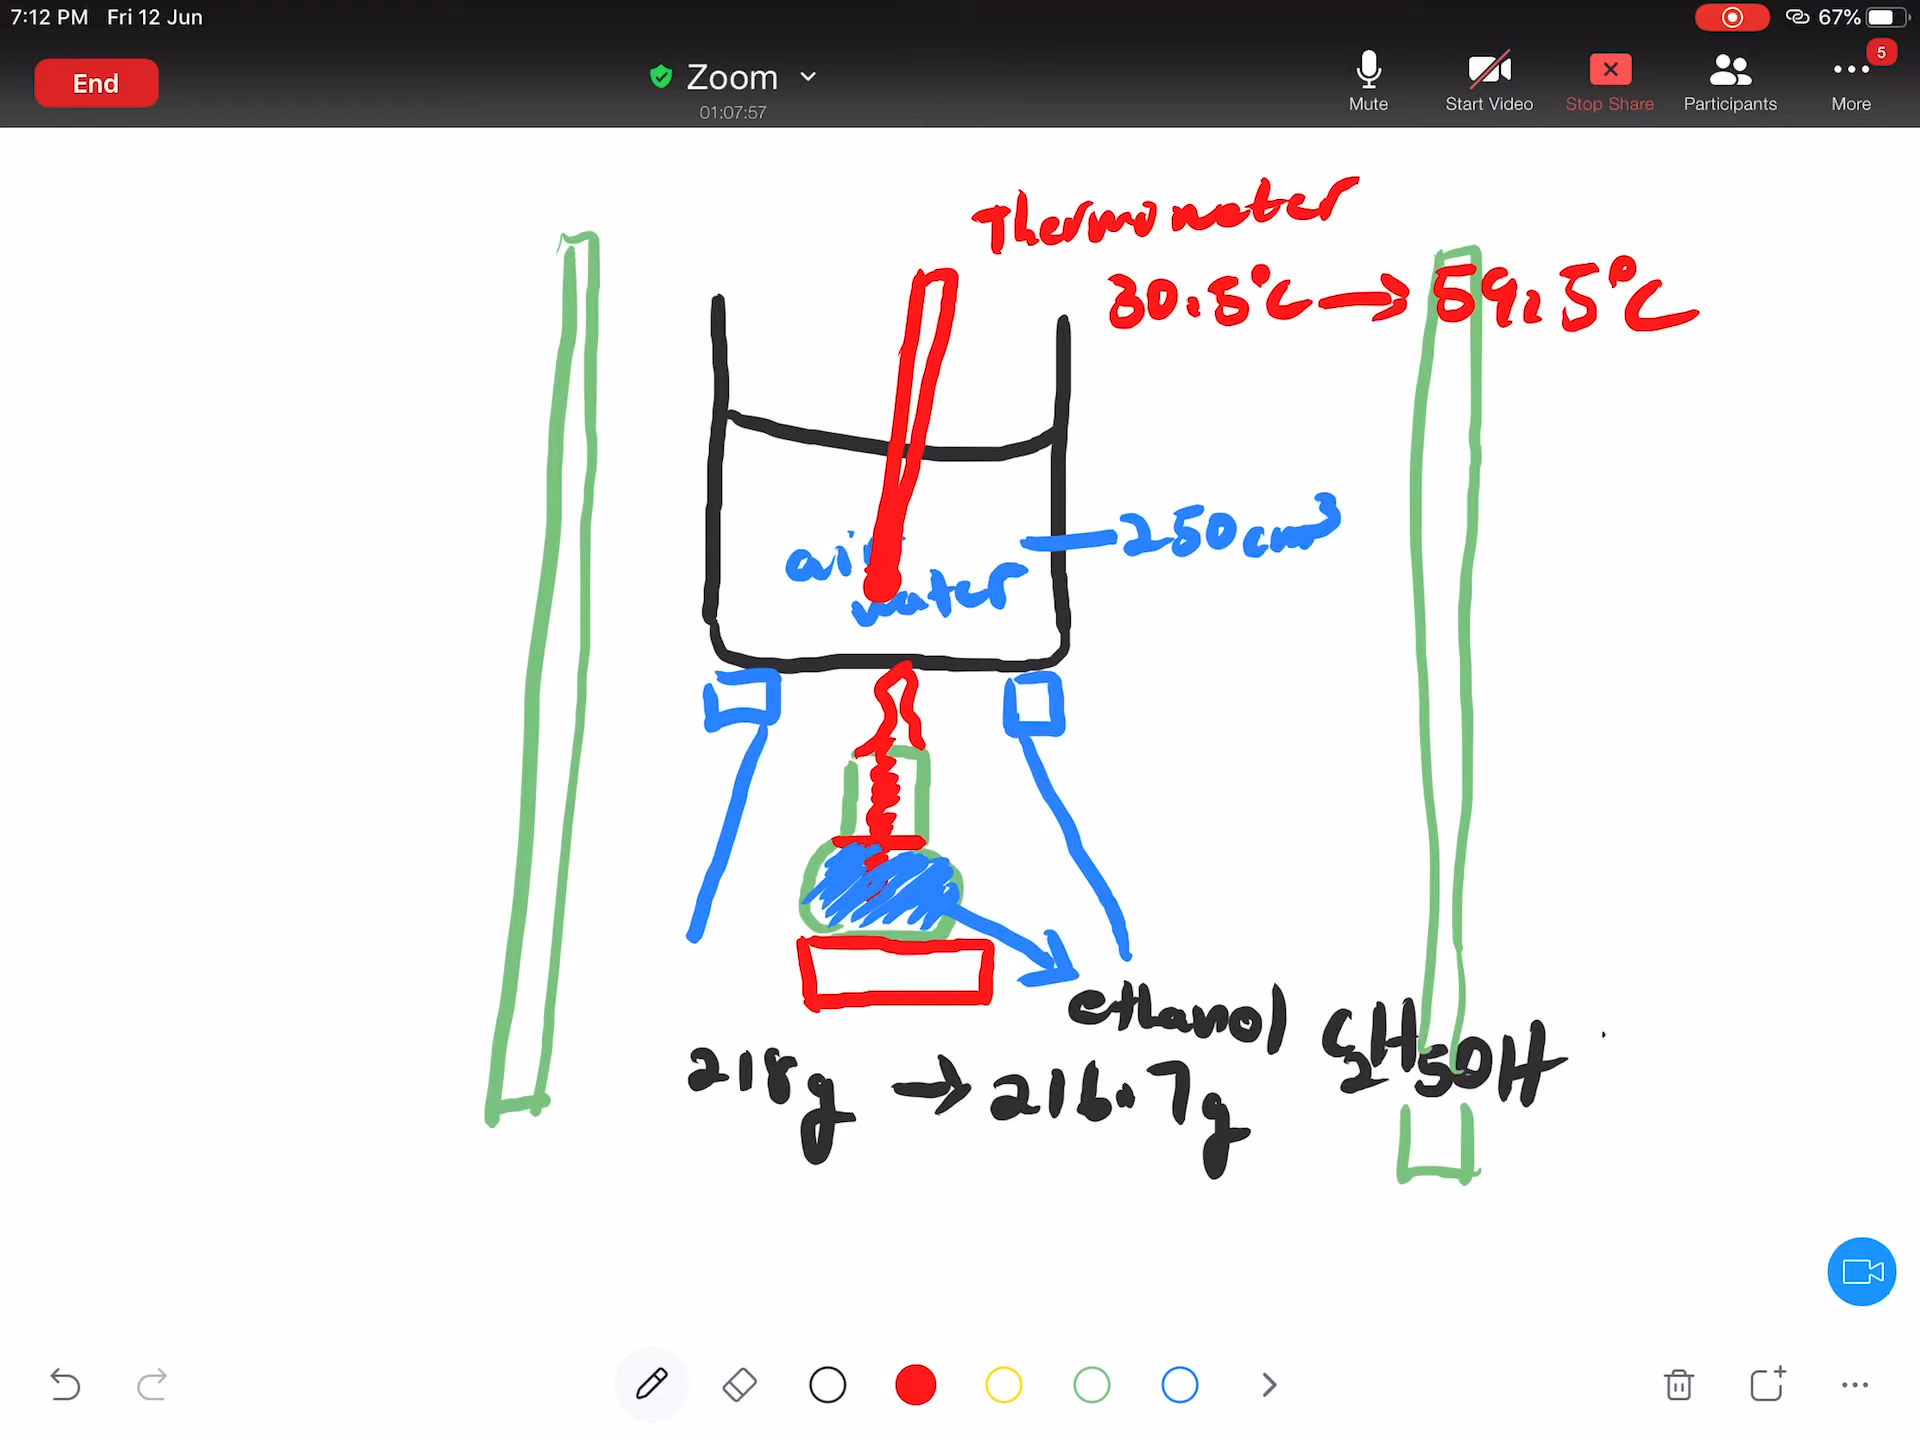 7:12 PM Fri 12 Jun
67%
5
End
Zoom
01:07:57
Mute
Start Video
Stop Share
Participants
More
Thermometer
30.5°C → 59.5°C
250cm³
air
water
ethanol C₂H₅OH
218g → 216.7g